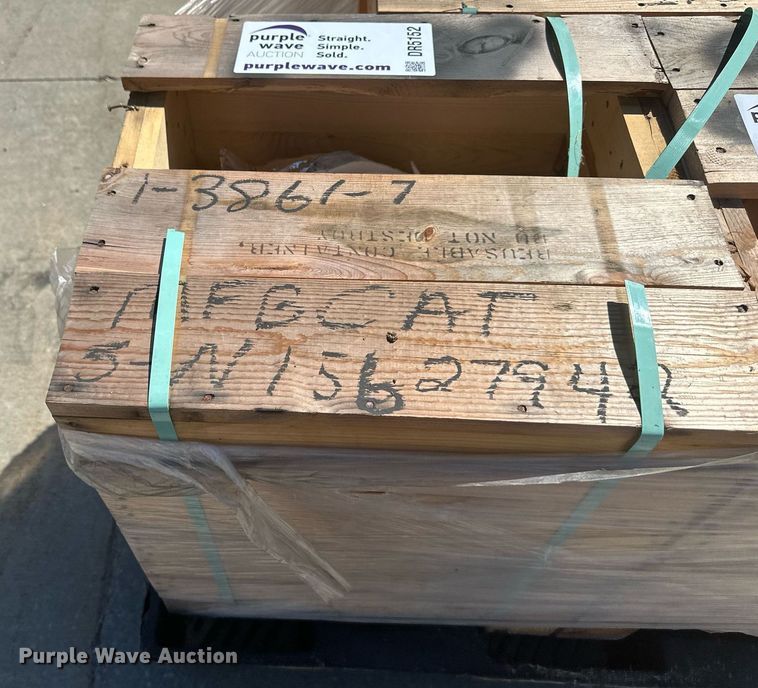 purple wave AUCTION
Straight. Simple. Sold.
purplewave.com
DR5152
1-3861-7
REUSABLE CONTAINER,
DO NOT DESTROY
MFGCAT
5-W15627942
Purple Wave Auction